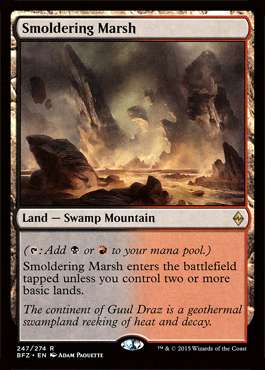 Smoldering Marsh
Land — Swamp Mountain
(: Add or to your mana pool.)
Smoldering Marsh enters the battlefield
tapped unless you control two or more
basic lands.
The continent of Guul Draz is a geothermal
swampland reeking of heat and decay.
247/274 R
BFZ • EN Adam Paquette
™ & © 2015 Wizards of the Coast